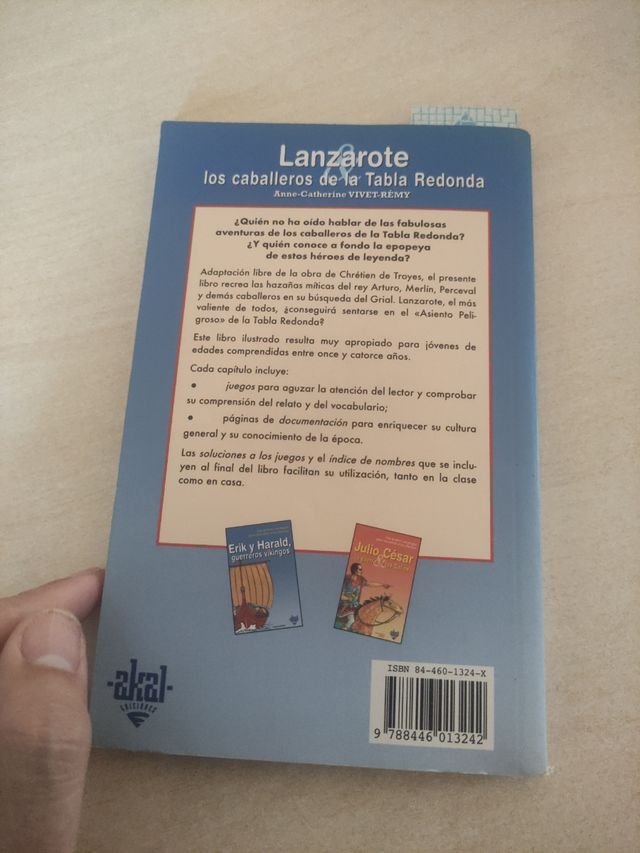 Lanzarote
&
los caballeros de la Tabla Redonda
Anne-Catherine VIVET-RÉMY
¿Quién no ha oído hablar de las fabulosas
aventuras de los caballeros de la Tabla Redonda?
¿Y quién conoce a fondo la epopeya
de estos héroes de leyenda?
Adaptación libre de la obra de Chrétien de Troyes, el presente
libro recrea las hazañas míticas del rey Arturo, Merlín, Perceval
y demás caballeros en su búsqueda del Grial. Lanzarote, el más
valiente de todos, ¿conseguirá sentarse en el «Asiento Peli-
groso» de la Tabla Redonda?
Este libro ilustrado resulta muy apropiado para jóvenes de
edades comprendidas entre once y catorce años.
Cada capítulo incluye:
• juegos para aguzar la atención del lector y comprobar
su comprensión del relato y del vocabulario;
• páginas de documentación para enriquecer su cultura
general y su conocimiento de la época.
Las soluciones a los juegos y el índice de nombres que se inclu-
yen al final del libro facilitan su utilización, tanto en la clase
como en casa.
Erik y Harald,
guerreros vikingos
Julio César
-akal-
EDICIONES
ISBN 84-460-1324-X
9 788446 013242